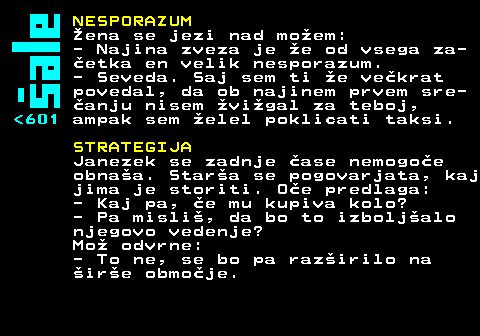 šale
<601
NESPORAZUM
Žena se jezi nad možem:
- Najina zveza je že od vsega za-
četka en velik nesporazum.
- Seveda. Saj sem ti že večkrat
povedal, da ob najinem prvem sre-
čanju nisem žvižgal za teboj,
ampak sem želel poklicati taksi.
STRATEGIJA
Janezek se zadnje čase nemogoče
obnaša. Starša se pogovarjata, kaj
jima je storiti. Oče predlaga:
- Kaj pa, če mu kupiva kolo?
- Pa misliš, da bo to izboljšalo
njegovo vedenje?
Mož odvrne:
- To ne, se bo pa razširilo na
širše območje.